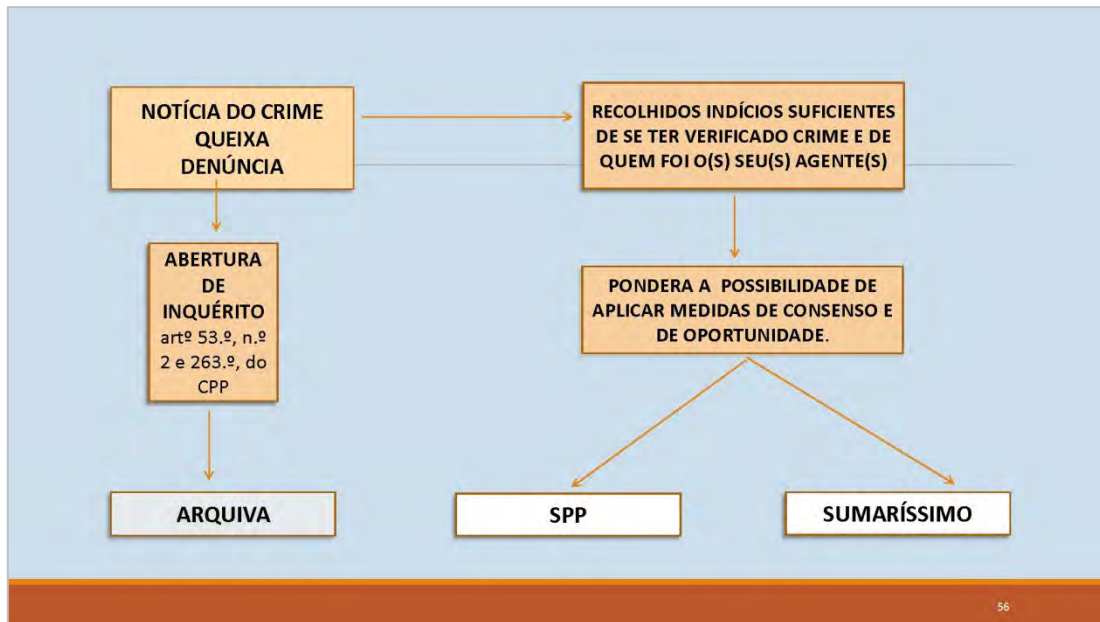 NOTÍCIA DO CRIME
QUEIXA
DENÚNCIA
RECOLHIDOS INDÍCIOS SUFICIENTES
DE SE TER VERIFICADO CRIME E DE
QUEM FOI O(S) SEU(S) AGENTE(S)
ABERTURA
DE
INQUÉRITO
artº 53.º, n.º
2 e 263.º, do
CPP
PONDERA A POSSIBILIDADE DE
APLICAR MEDIDAS DE CONSENSO E
DE OPORTUNIDADE.
ARQUIVA
SPP
SUMARÍSSIMO
56